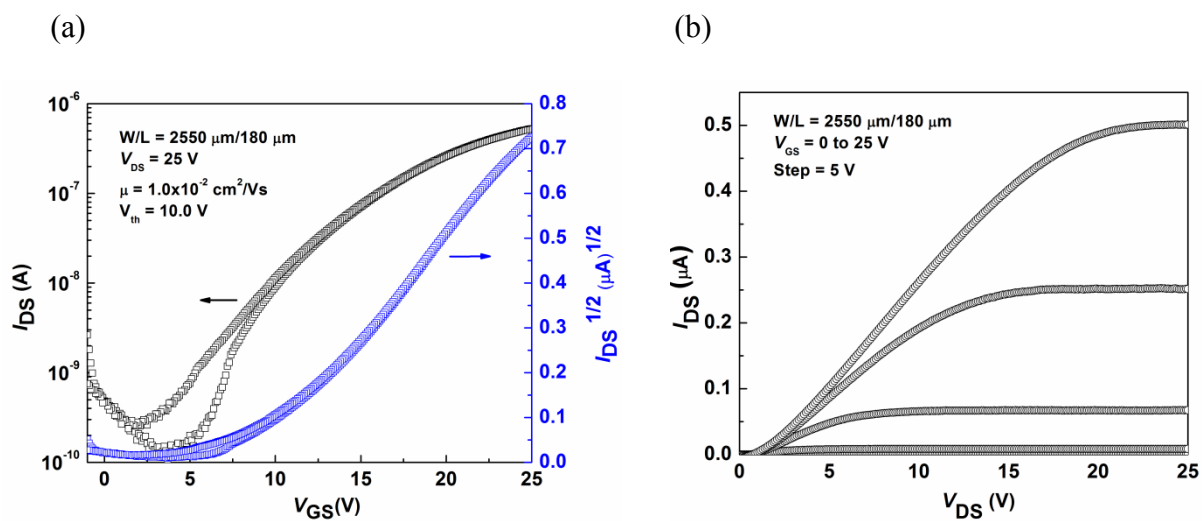 (a)
(b)
10⁻⁶
10⁻⁷
10⁻⁸
10⁻⁹
10⁻¹⁰
I_DS (A)
W/L = 2550 μm/180 μm
V_DS = 25 V
μ = 1.0x10⁻² cm²/Vs
V_th = 10.0 V
0.8
0.7
0.6
0.5
0.4
0.3
0.2
0.1
0.0
I_DS^1/2 (μA)^1/2
0 5 10 15 20 25
V_GS(V)
0.5
0.4
0.3
0.2
0.1
0.0
I_DS (μA)
W/L = 2550 μm/180 μm
V_GS = 0 to 25 V
Step = 5 V
0 5 10 15 20 25
V_DS (V)